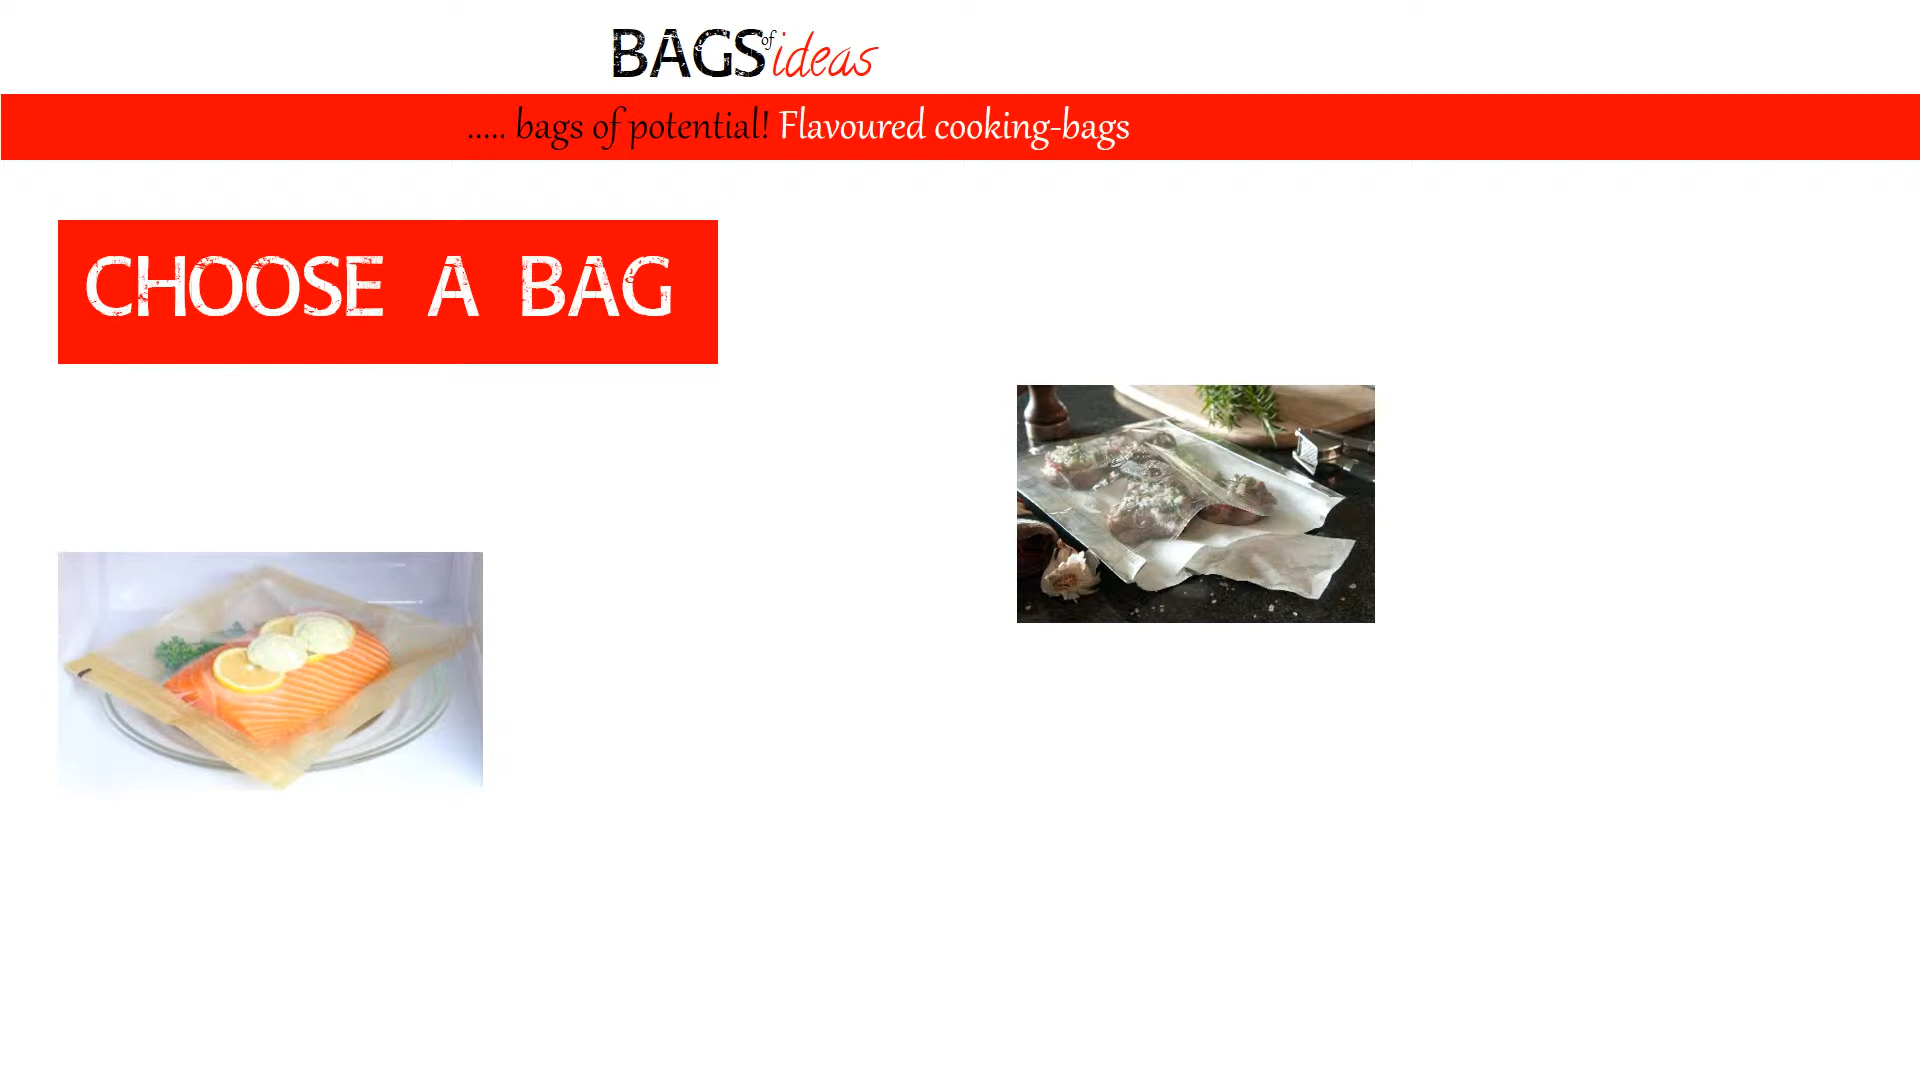 BAGS of ideas
..... bags of potential! Flavoured cooking-bags
CHOOSE A BAG